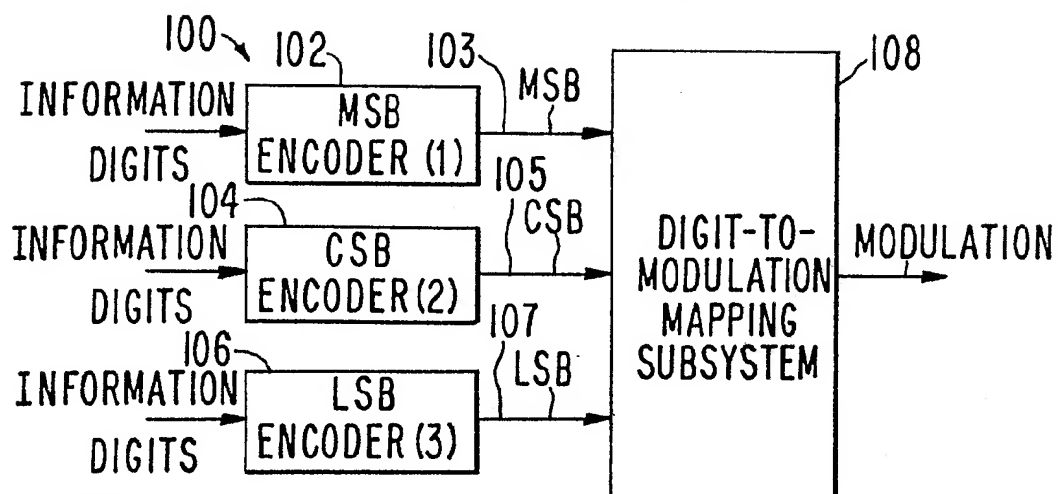 100
102
103
MSB
108
INFORMATION
DIGITS
MSB
ENCODER (1)
104
105
CSB
INFORMATION
DIGITS
CSB
ENCODER (2)
DIGIT-TO-
MODULATION
MAPPING
SUBSYSTEM
MODULATION
106
107
LSB
INFORMATION
DIGITS
LSB
ENCODER (3)